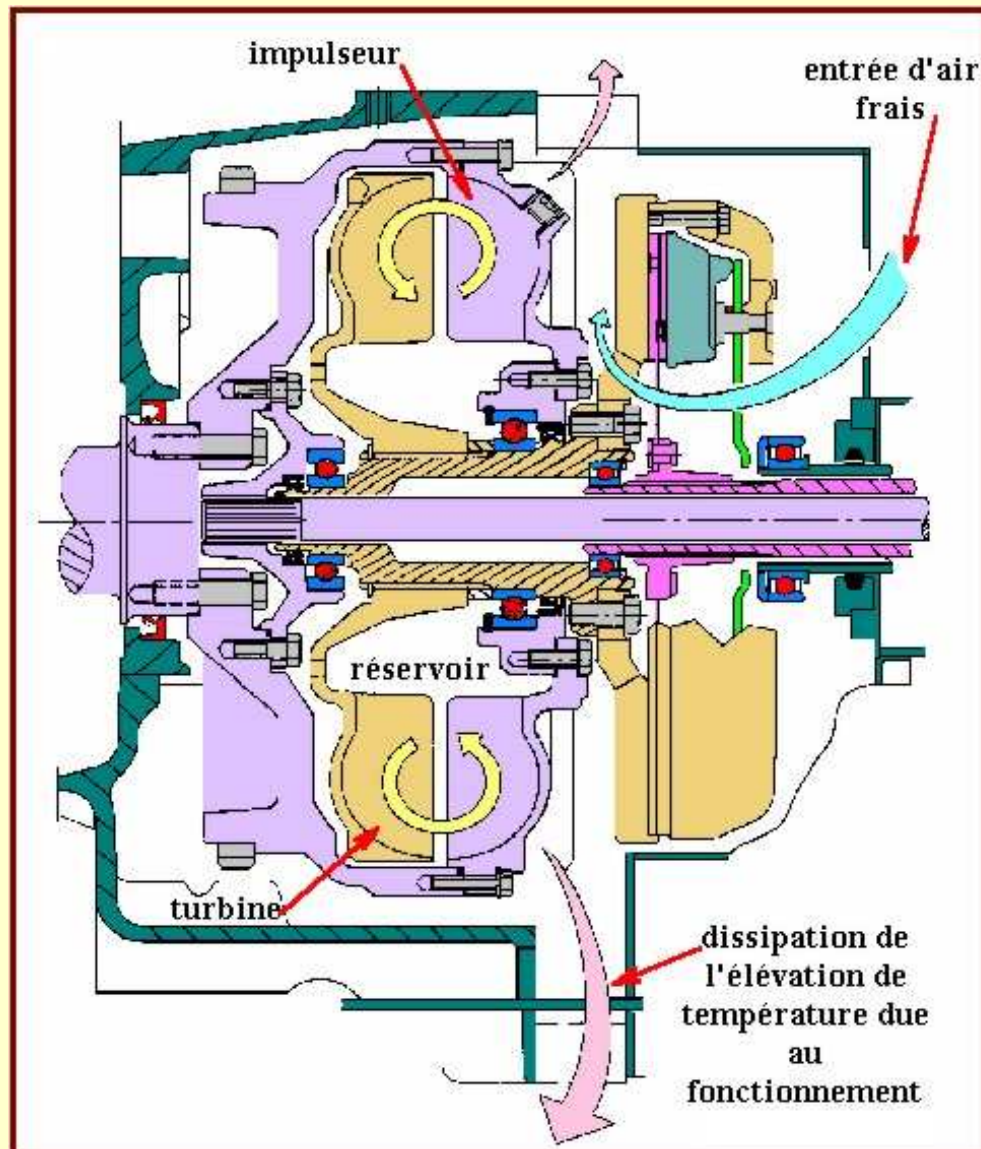 impulseur
entrée d'air
frais
réservoir
turbine
dissipation de
l'élévation de
température due
au
fonctionnement